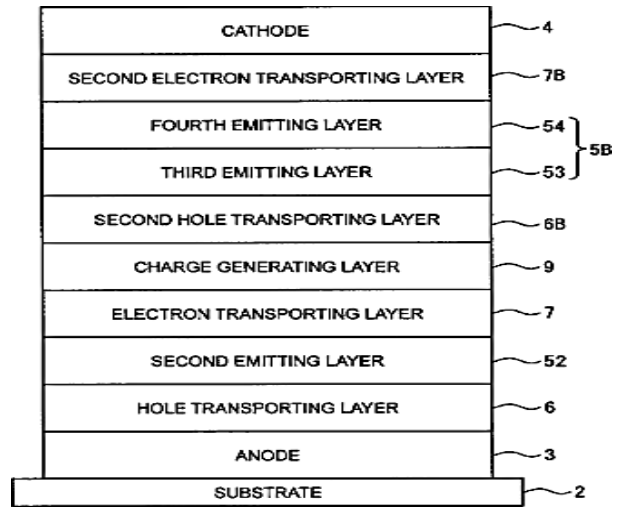 CATHODE 4
SECOND ELECTRON TRANSPORTING LAYER 7B
FOURTH EMITTING LAYER 54
5B
THIRD EMITTING LAYER 53
SECOND HOLE TRANSPORTING LAYER 6B
CHARGE GENERATING LAYER 9
ELECTRON TRANSPORTING LAYER 7
SECOND EMITTING LAYER 52
HOLE TRANSPORTING LAYER 6
ANODE 3
SUBSTRATE 2